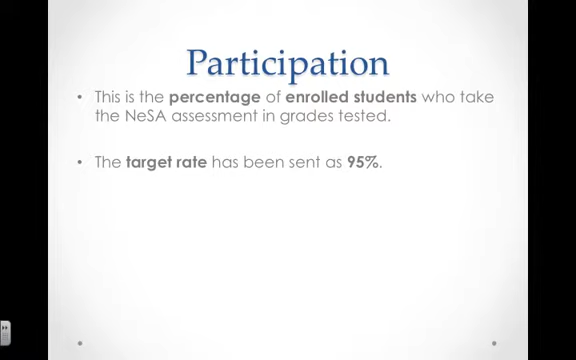 Participation
• This is the percentage of enrolled students who take
the NeSA assessment in grades tested.
• The target rate has been sent as 95%.